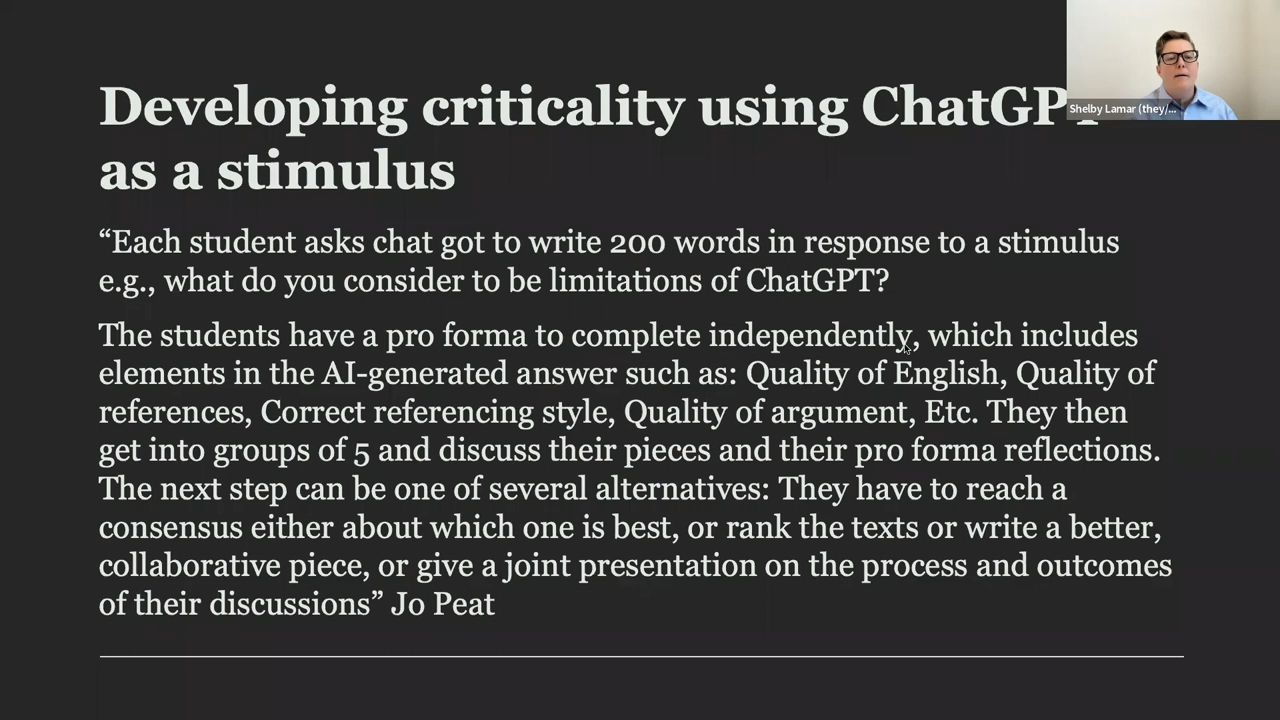 Developing criticality using ChatGPT
as a stimulus
Shelby Lamar (they/...
“Each student asks chat got to write 200 words in response to a stimulus
e.g., what do you consider to be limitations of ChatGPT?
The students have a pro forma to complete independently, which includes
elements in the AI-generated answer such as: Quality of English, Quality of
references, Correct referencing style, Quality of argument, Etc. They then
get into groups of 5 and discuss their pieces and their pro forma reflections.
The next step can be one of several alternatives: They have to reach a
consensus either about which one is best, or rank the texts or write a better,
collaborative piece, or give a joint presentation on the process and outcomes
of their discussions” Jo Peat